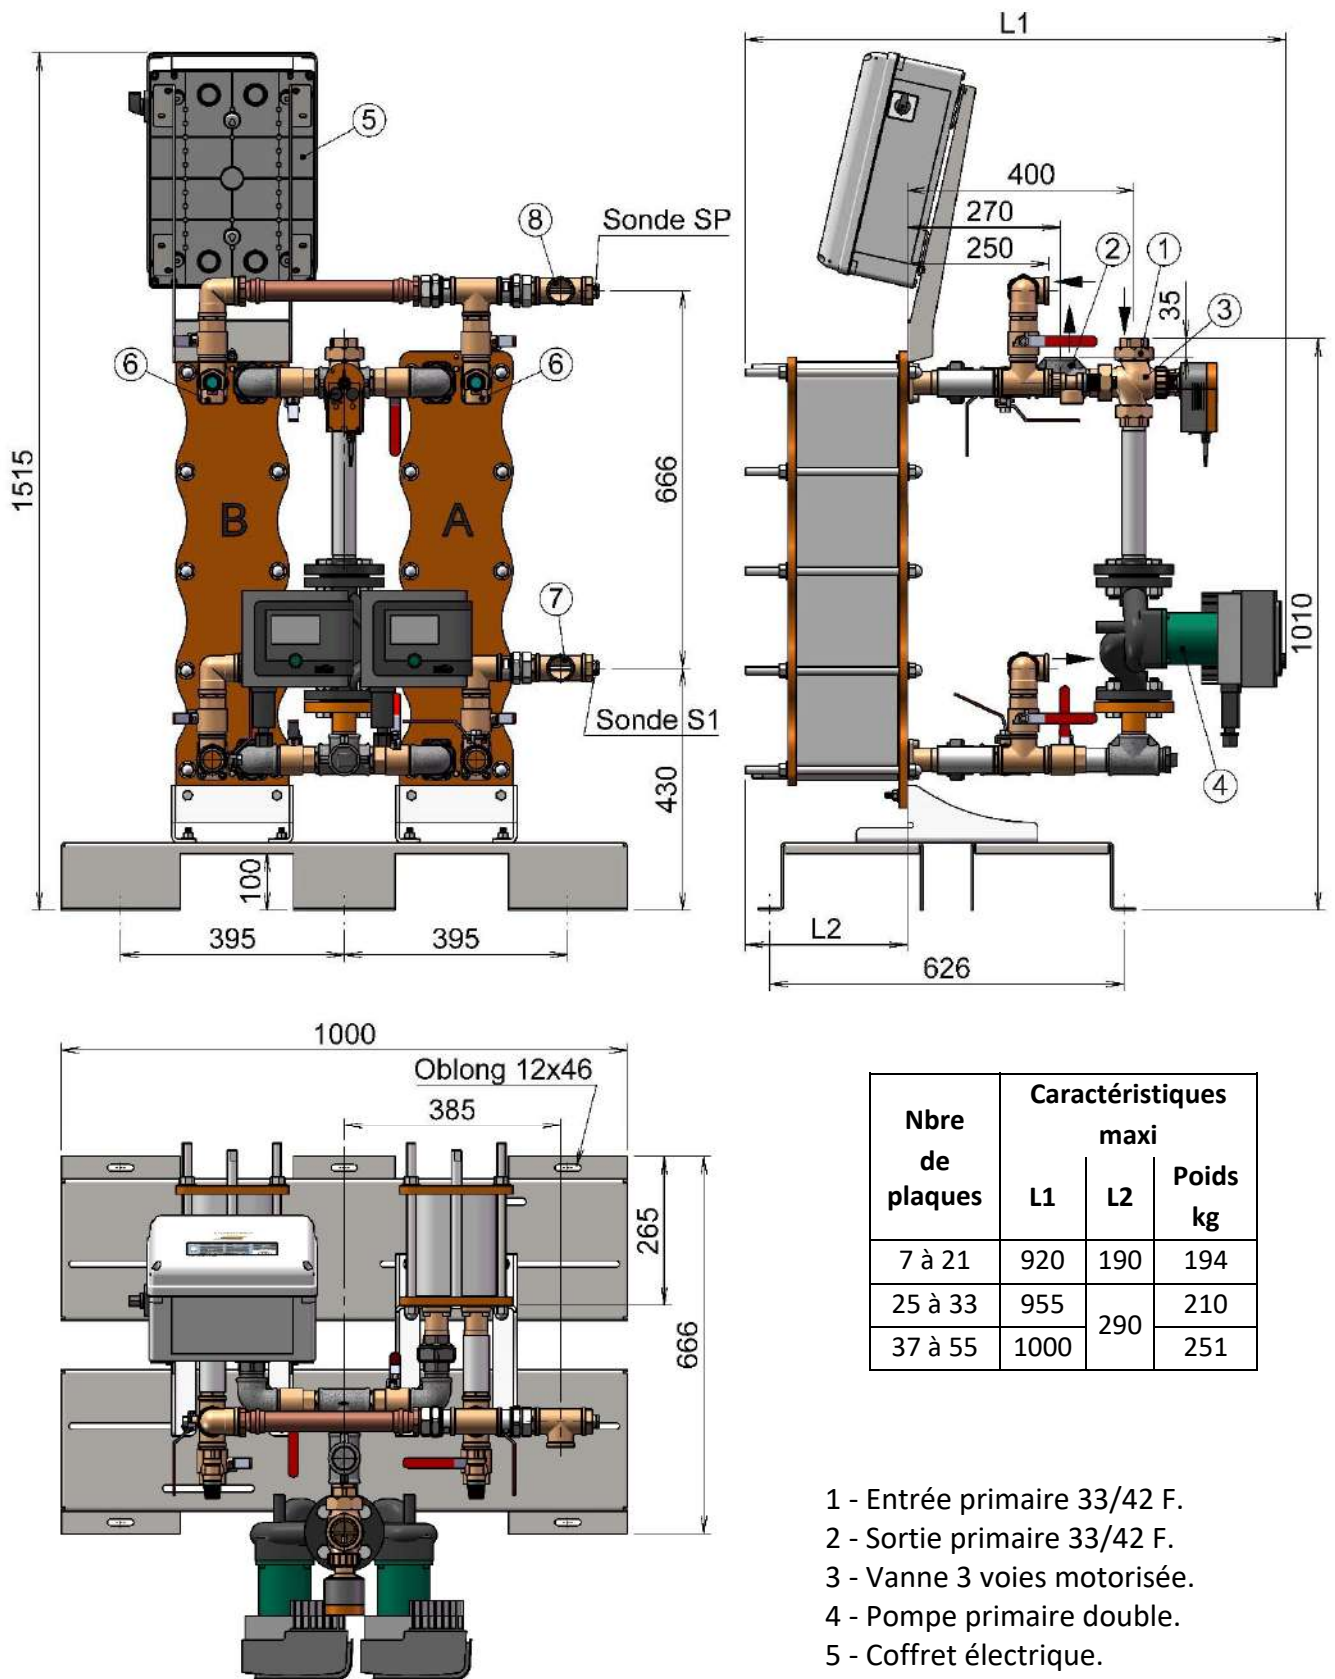 L1
5
8
Sonde SP
400
270
2
1
250
35
3
6
6
1515
666
B
A
1010
7
Sonde S1
430
4
100
395
395
L2
626
1000
Oblong 12x46
385
265
666
Nbre de plaques
Caractéristiques maxi
L1
L2
Poids kg
7 à 21
920
190
194
25 à 33
955
290
210
37 à 55
1000
251
1 - Entrée primaire 33/42 F.
2 - Sortie primaire 33/42 F.
3 - Vanne 3 voies motorisée.
4 - Pompe primaire double.
5 - Coffret électrique.